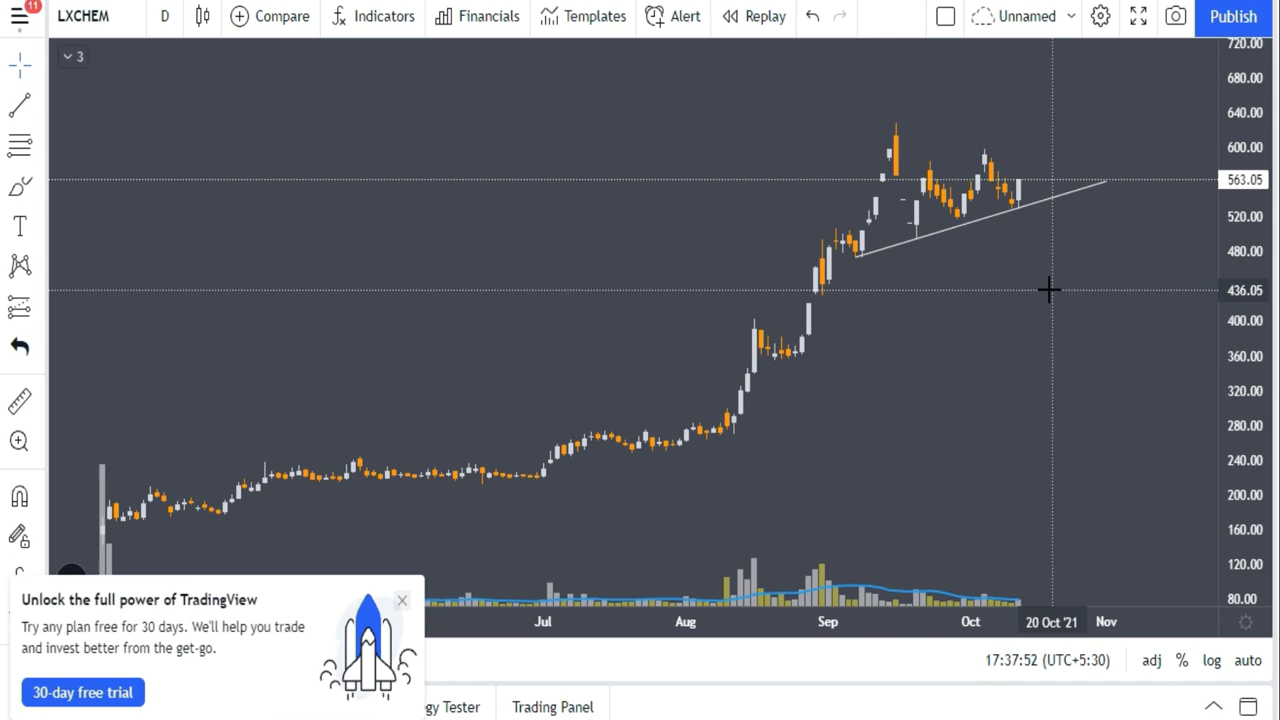 11
LXCHEM
D
Compare
Indicators
Financials
Templates
Alert
Replay
Unnamed
Publish
3
720.00
680.00
640.00
600.00
563.05
520.00
480.00
436.05
400.00
360.00
320.00
280.00
240.00
200.00
160.00
120.00
80.00
Jul
Aug
Sep
Oct
20 Oct '21
Nov
Unlock the full power of TradingView
Try any plan free for 30 days. We'll help you trade
and invest better from the get-go.
30-day free trial
17:37:52 (UTC+5:30)
adj
%
log
auto
gy Tester
Trading Panel